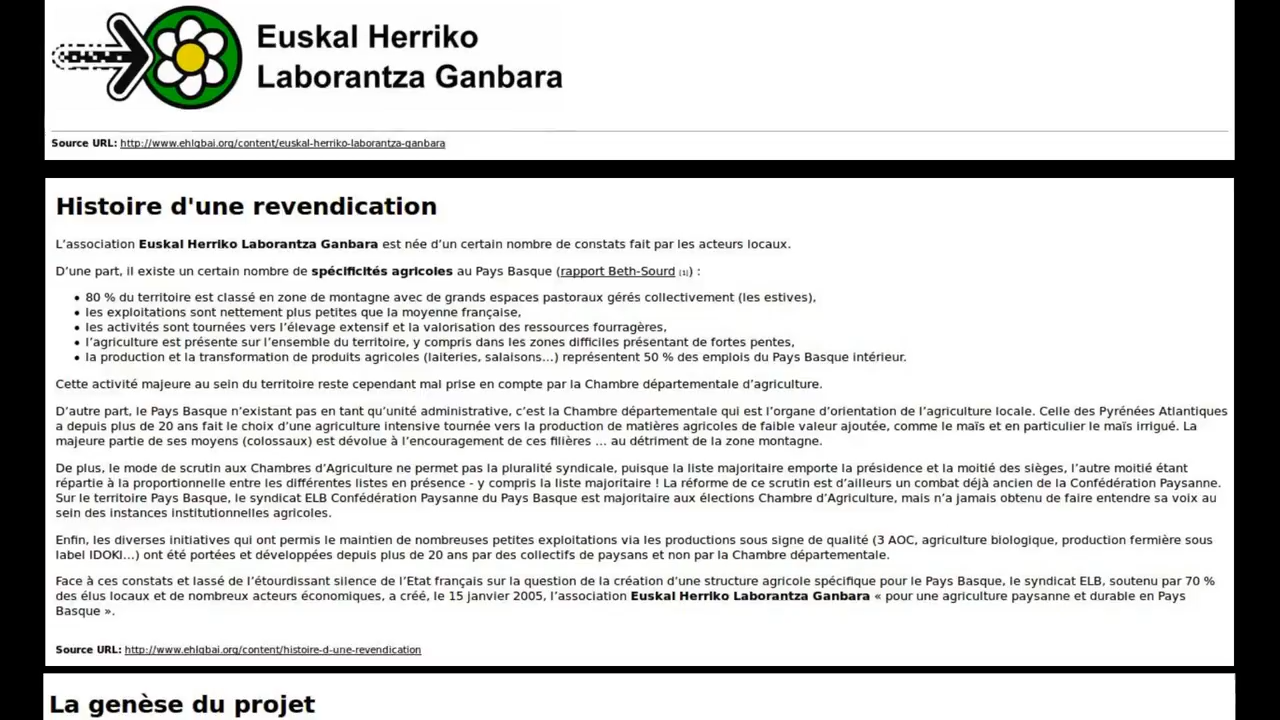 Euskal Herriko
Laborantza Ganbara
Source URL: http://www.ehlgbai.org/content/euskal-herriko-laborantza-ganbara
Histoire d'une revendication
L’association Euskal Herriko Laborantza Ganbara est née d’un certain nombre de constats fait par les acteurs locaux.
D’une part, il existe un certain nombre de spécificités agricoles au Pays Basque (rapport Beth-Sourd [1]) :
• 80 % du territoire est classé en zone de montagne avec de grands espaces pastoraux gérés collectivement (les estives),
• les exploitations sont nettement plus petites que la moyenne française,
• les activités sont tournées vers l’élevage extensif et la valorisation des ressources fourragères,
• l’agriculture est présente sur l’ensemble du territoire, y compris dans les zones difficiles présentant de fortes pentes,
• la production et la transformation de produits agricoles (laiteries, salaisons...) représentent 50 % des emplois du Pays Basque intérieur.
Cette activité majeure au sein du territoire reste cependant mal prise en compte par la Chambre départementale d’agriculture.
D’autre part, le Pays Basque n’existant pas en tant qu’unité administrative, c’est la Chambre départementale qui est l’organe d’orientation de l’agriculture locale. Celle des Pyrénées Atlantiques
a depuis plus de 20 ans fait le choix d’une agriculture intensive tournée vers la production de matières agricoles de faible valeur ajoutée, comme le maïs et en particulier le maïs irrigué. La
majeure partie de ses moyens (colossaux) est dévolue à l’encouragement de ces filières ... au détriment de la zone montagne.
De plus, le mode de scrutin aux Chambres d’Agriculture ne permet pas la pluralité syndicale, puisque la liste majoritaire emporte la présidence et la moitié des sièges, l’autre moitié étant
répartie à la proportionnelle entre les différentes listes en présence - y compris la liste majoritaire ! La réforme de ce scrutin est d’ailleurs un combat déjà ancien de la Confédération Paysanne.
Sur le territoire Pays Basque, le syndicat ELB Confédération Paysanne du Pays Basque est majoritaire aux élections Chambre d’Agriculture, mais n’a jamais obtenu de faire entendre sa voix au
sein des instances institutionnelles agricoles.
Enfin, les diverses initiatives qui ont permis le maintien de nombreuses petites exploitations via les productions sous signe de qualité (3 AOC, agriculture biologique, production fermière sous
label IDOKI...) ont été portées et développées depuis plus de 20 ans par des collectifs de paysans et non par la Chambre départementale.
Face à ces constats et lassé de l’étourdissant silence de l’Etat français sur la question de la création d’une structure agricole spécifique pour le Pays Basque, le syndicat ELB, soutenu par 70 %
des élus locaux et de nombreux acteurs économiques, a créé, le 15 janvier 2005, l’association Euskal Herriko Laborantza Ganbara « pour une agriculture paysanne et durable en Pays
Basque ».
Source URL: http://www.ehlgbai.org/content/histoire-d-une-revendication
La genèse du projet